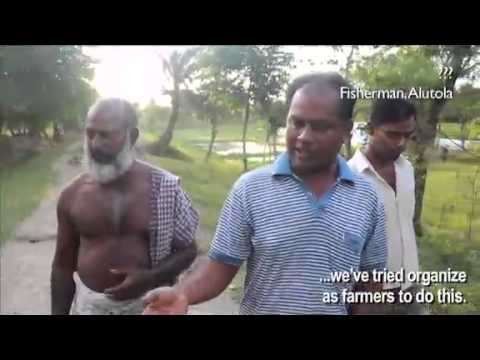 ???
Fisherman, Alutola
...we've tried organize
as farmers to do this.